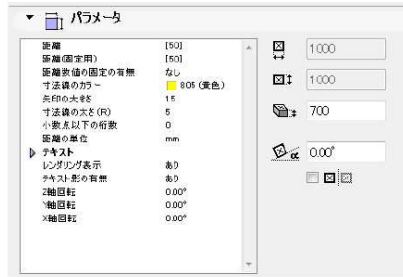 パラメータ
距離 [50]
距離(固定用) [50]
距離数値の固定の有無 なし
寸法線のカラー 805 (黄色)
矢印の大きさ 15
寸法線の太さ(R) 5
小数点以下の桁数 0
距離の単位 mm
テキスト
レンダリング表示 あり
テキスト影の有無 あり
Z軸回転 0.00°
Y軸回転 0.00°
X軸回転 0.00°
1000
1000
700
α 0.00°